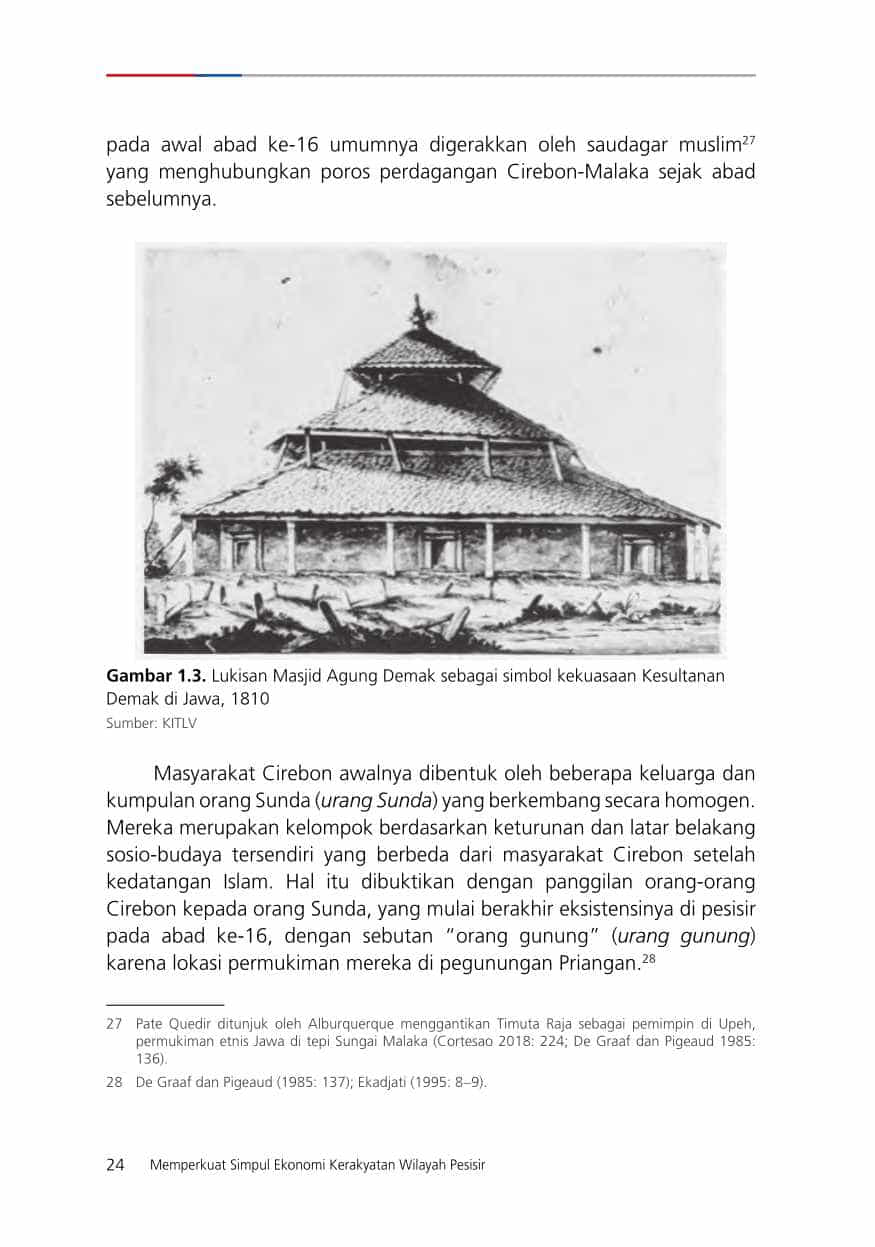 pada awal abad ke-16 umumnya digerakkan oleh saudagar muslim27
yang menghubungkan poros perdagangan Cirebon-Malaka sejak abad
sebelumnya.
Gambar 1.3. Lukisan Masjid Agung Demak sebagai simbol kekuasaan Kesultanan
Demak di Jawa, 1810
Sumber: KITLV
Masyarakat Cirebon awalnya dibentuk oleh beberapa keluarga dan
kumpulan orang Sunda (urang Sunda) yang berkembang secara homogen.
Mereka merupakan kelompok berdasarkan keturunan dan latar belakang
sosio-budaya tersendiri yang berbeda dari masyarakat Cirebon setelah
kedatangan Islam. Hal itu dibuktikan dengan panggilan orang-orang
Cirebon kepada orang Sunda, yang mulai berakhir eksistensinya di pesisir
pada abad ke-16, dengan sebutan “orang gunung” (urang gunung)
karena lokasi permukiman mereka di pegunungan Priangan.28
27 Pate Quedir ditunjuk oleh Alburquerque menggantikan Timuta Raja sebagai pemimpin di Upeh,
permukiman etnis Jawa di tepi Sungai Malaka (Cortesao 2018: 224; De Graaf dan Pigeaud 1985:
136).
28 De Graaf dan Pigeaud (1985: 137); Ekadjati (1995: 8–9).
24 Memperkuat Simpul Ekonomi Kerakyatan Wilayah Pesisir